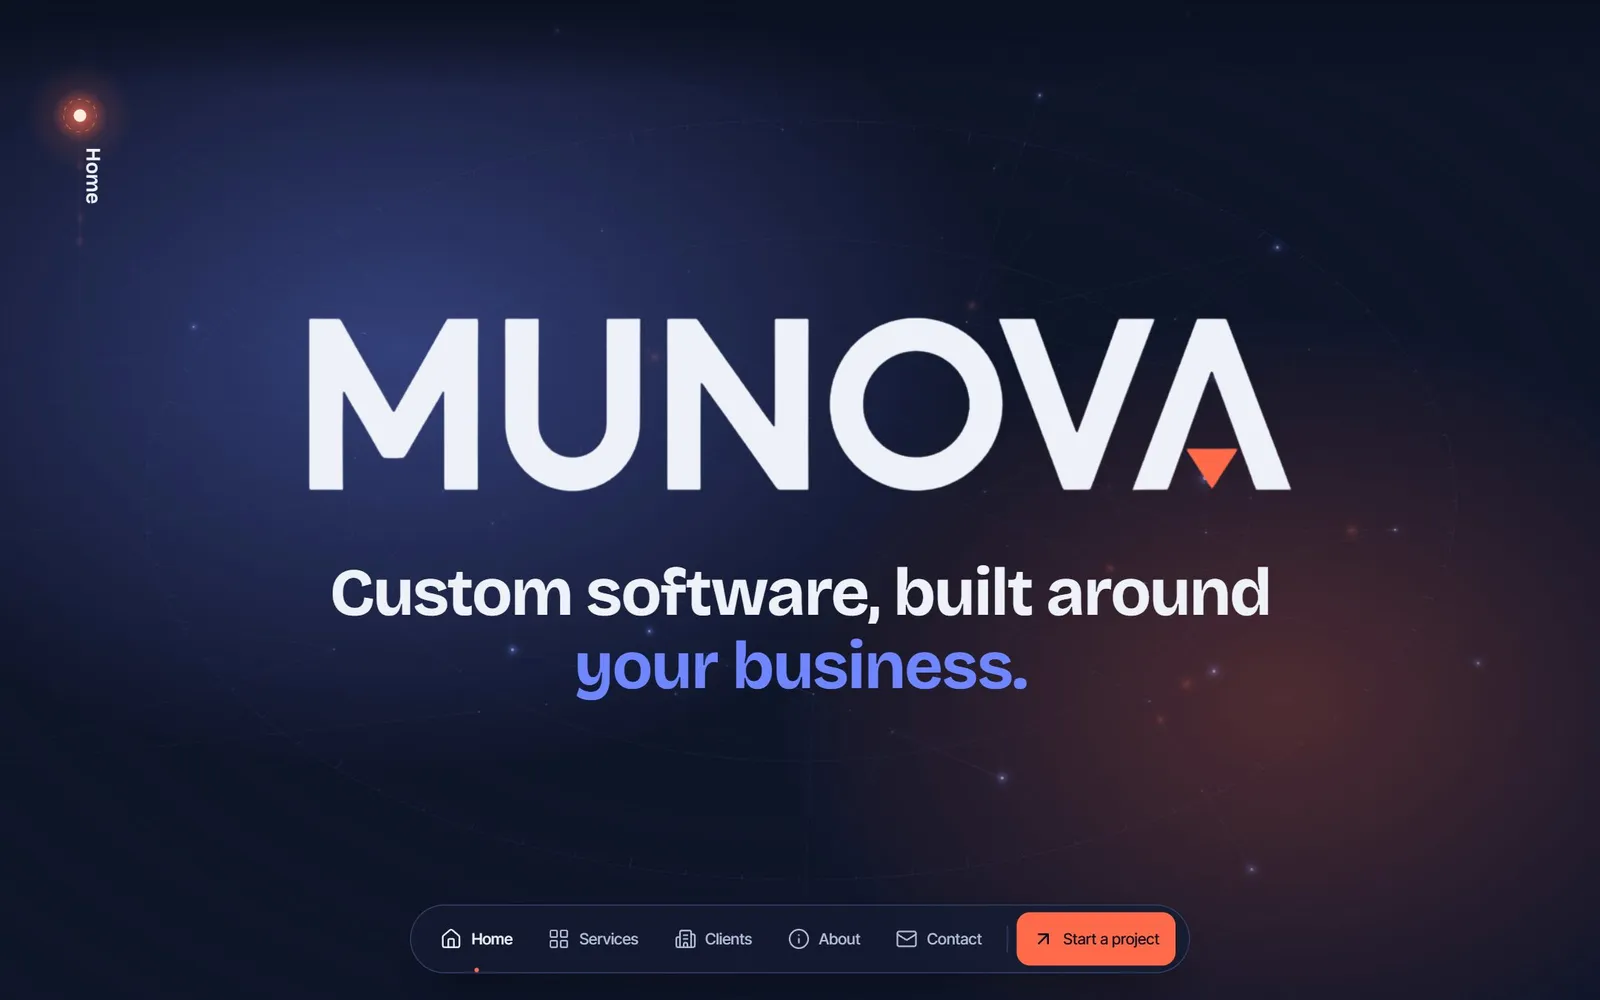 Home
MUNOVA
Custom software, built around
your business.
Home Services Clients About Contact Start a project